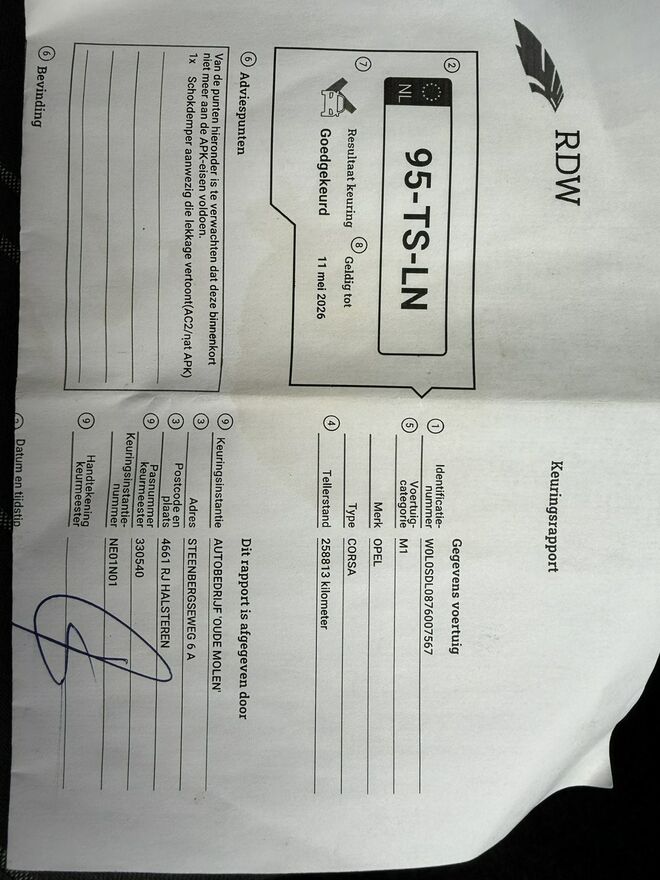 RDW
Keuringsrapport
2
NL
95-TS-LN
7 Resultaat keuring
Goedgekeurd
8 Geldig tot
11 mei 2026
6 Adviespunten
Van de punten hieronder is te verwachten dat deze binnenkort
niet meer aan de APK-eisen voldoen.
1x Schokdemper aanwezig die lekkage vertoont(AC2/nat APK)
6 Bevinding
Gegevens voertuig
1 Identificatie-
nummer W0L0SDL0876007567
5 Voertuig-
categorie M1
Merk OPEL
Type CORSA
4 Tellerstand 258813 kilometer
Dit rapport is afgegeven door
9 Keuringsinstantie AUTOBEDRIJF 'OUDE MOLEN'
3 Adres STEENBERGSEWEG 6 A
3 Postcode en
plaats 4661 RJ HALSTEREN
9 Pasnummer
keurmeester 330540
Keuringsinstantie-
nummer NE01N01
9 Handtekening
keurmeester
Datum en tijdstip